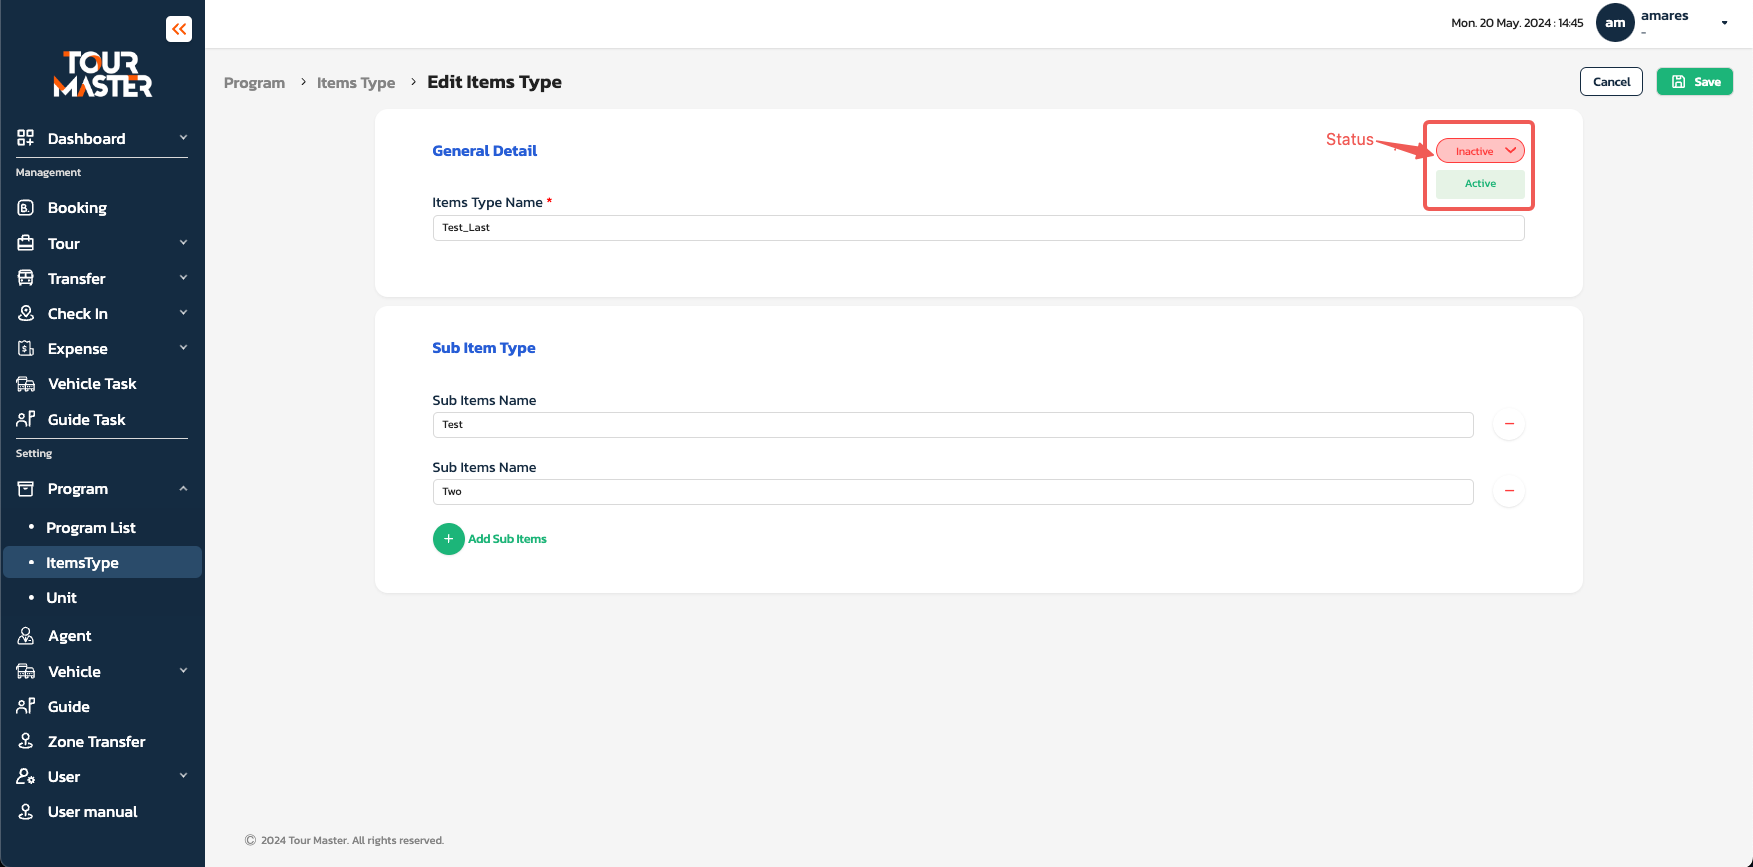 TOUR
MASTER
Dashboard
Management
Booking
Tour
Transfer
Check In
Expense
Vehicle Task
Guide Task
Setting
Program
• Program List
• ItemsType
• Unit
Agent
Vehicle
Guide
Zone Transfer
User
User manual
Mon. 20 May. 2024 : 14:45
am
amares
-
Program > Items Type > Edit Items Type
Cancel
Save
General Detail
Status
Inactive
Active
Items Type Name *
Test_Last
Sub Item Type
Sub Items Name
Test
Sub Items Name
Two
+ Add Sub Items
© 2024 Tour Master. All rights reserved.